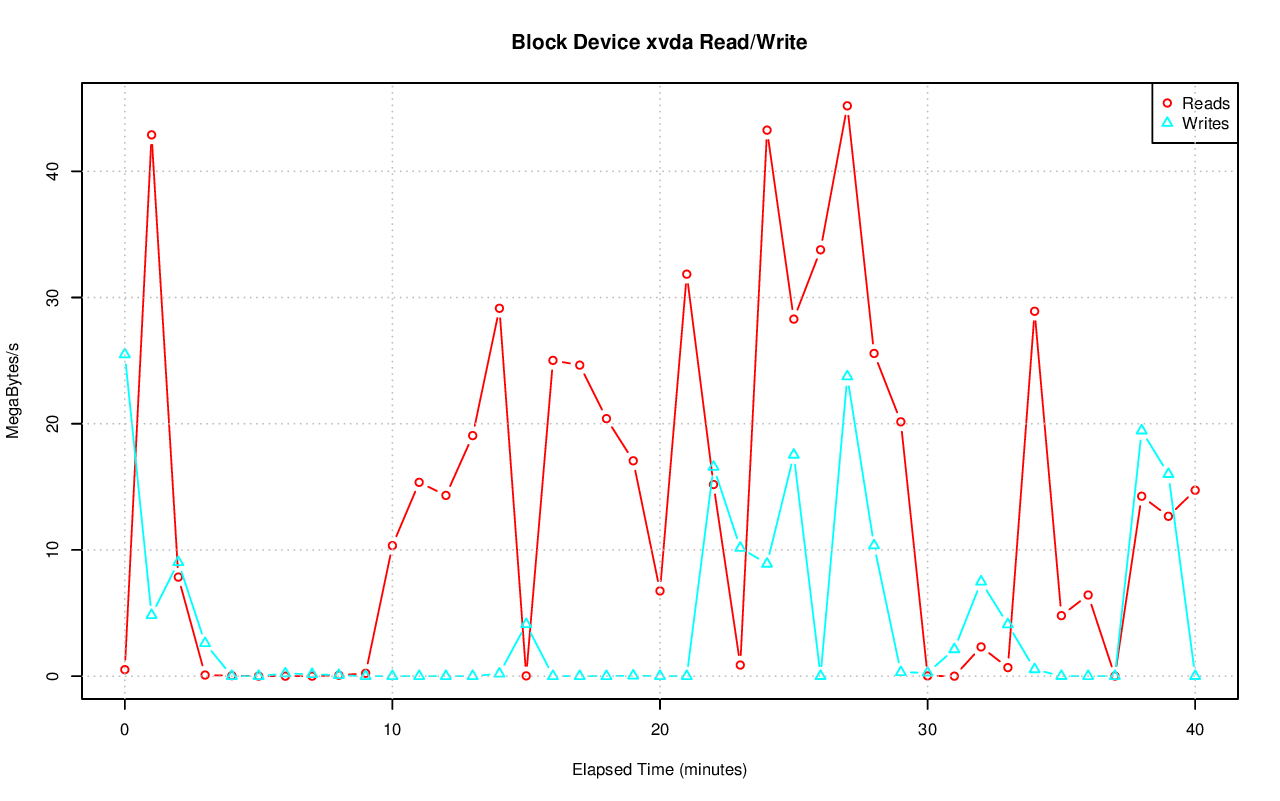 Block Device xvda Read/Write
Reads
Writes
MegaBytes/s
40
30
20
10
0
0 10 20 30 40
Elapsed Time (minutes)